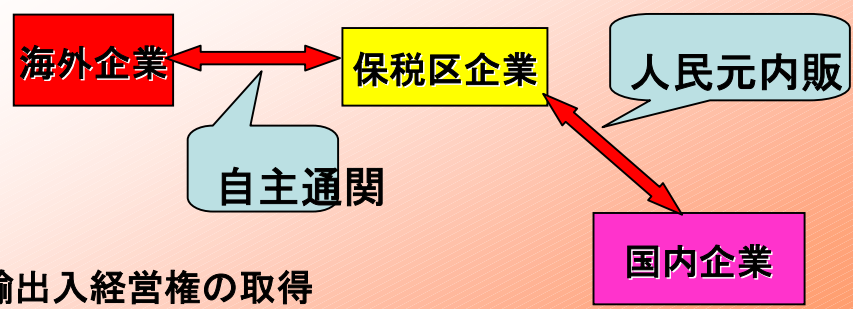 海外企業
保税区企業
人民元内販
自主通関
国内企業
輸出入経営権の取得